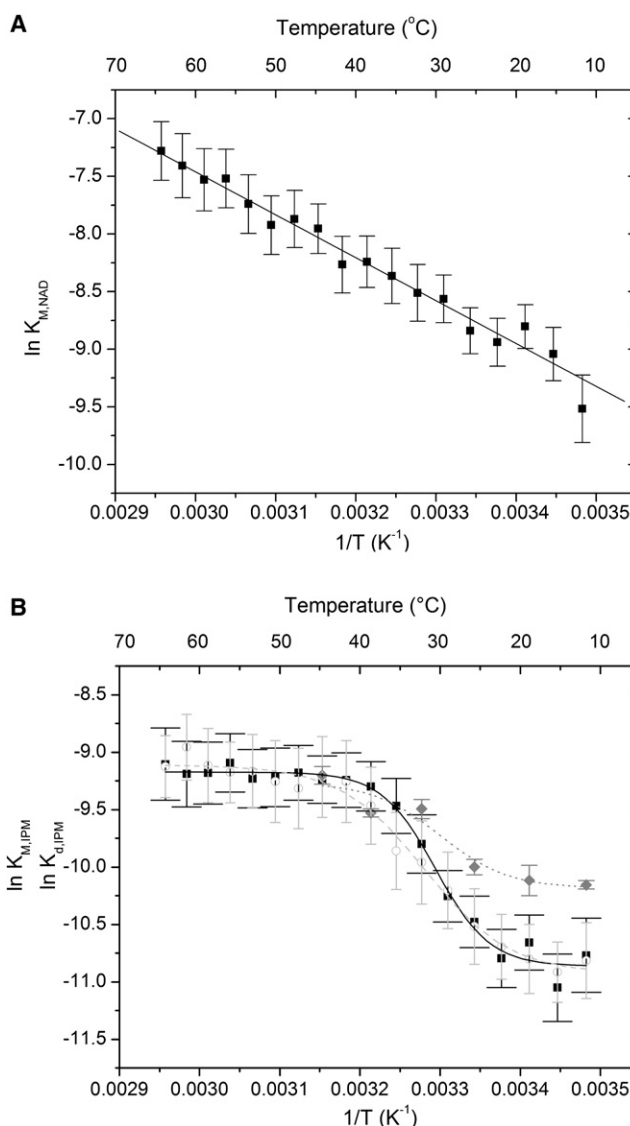 A
Temperature (°C)
70 60 50 40 30 20 10
-7.0
-7.5
-8.0
-8.5
-9.0
-9.5
-10.0
ln K_M,NAD
0.0029 0.0030 0.0031 0.0032 0.0033 0.0034 0.0035
1/T (K⁻¹)
B
Temperature (°C)
70 60 50 40 30 20 10
-8.5
-9.0
-9.5
-10.0
-10.5
-11.0
-11.5
ln K_M,IPM
ln K_d,IPM
0.0029 0.0030 0.0031 0.0032 0.0033 0.0034 0.0035
1/T (K⁻¹)